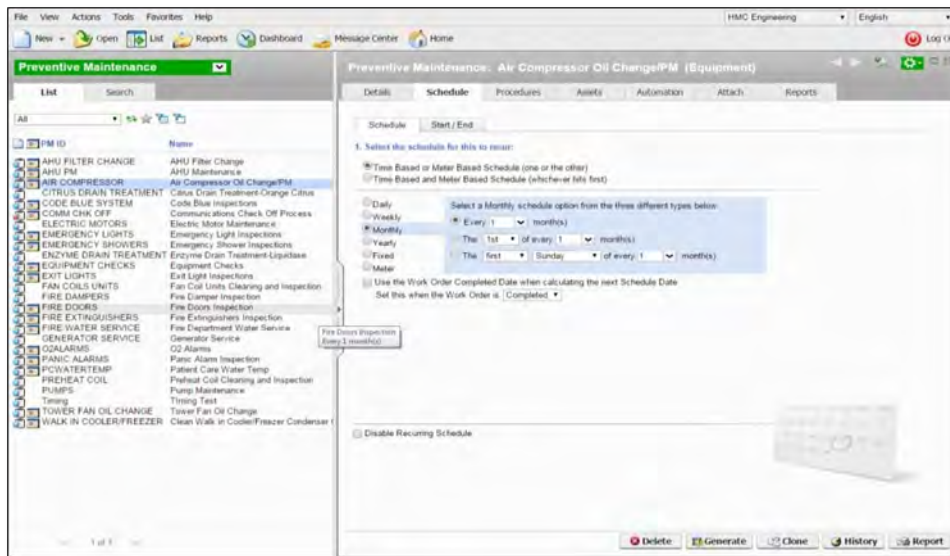 File View Actions Tools Favorites Help
HMC Engineering English
New Open List Reports Dashboard Message Center Home Log
Preventive Maintenance
Preventive Maintenance: Air Compressor Oil Change/PM (Equipment)
List Search
Details Schedule Procedures Assets Automation Attach Reports
All
Schedule Start / End
PM ID Name
1. Select the schedule for this to recur:
Time Based or Meter Based Schedule (one or the other)
Time Based and Meter Based Schedule (whichever hits first)
AHU FILTER CHANGE AHU Filter Change
AHU PM AHU Maintenance
AIR COMPRESSOR Air Compressor Oil Change/PM
CITRUS DRAIN TREATMENT Citrus Drain Treatment-Orange Citrus
CODE BLUE SYSTEM Code Blue Inspections
COMM CHK OFF Communications Check Off Process
ELECTRIC MOTORS Electric Motor Maintenance
EMERGENCY LIGHTS Emergency Light Inspections
EMERGENCY SHOWERS Emergency Shower Inspections
ENZYME DRAIN TREATMENT Enzyme Drain Treatment-Liquidase
EQUIPMENT CHECKS Equipment Checks
EXIT LIGHTS Exit Light Inspections
FAN COILS UNITS Fan Coil Units Cleaning and Inspection
FIRE DAMPERS Fire Damper Inspection
FIRE DOORS Fire Doors Inspection
FIRE EXTINGUISHERS Fire Extinguishers Inspection
FIRE WATER SERVICE Fire Department Water Service
GENERATOR SERVICE Generator Service
O2ALARMS O2 Alarms
PANIC ALARMS Panic Alarm Inspection
PCWATERTEMP Patient Care Water Temp
PREHEAT COIL Preheat Coil Cleaning and Inspection
PUMPS Pump Maintenance
Timing Timing Test
TOWER FAN OIL CHANGE Tower Fan Oil Change
WALK IN COOLER/FREEZER Clean Walk in Cooler/Freezer Condenser
Fire Doors Inspection
Every 1 month(s)
Daily
Weekly
Monthly
Yearly
Fixed
Meter
Select a Monthly schedule option from the three different types below:
Every 1 month(s)
The 1st of every 1 month(s)
The first Sunday of every 1 month(s)
Use the Work Order Completed Date when calculating the next Schedule Date
Set this when the Work Order is Completed
Disable Recurring Schedule
1 of 1
Delete Generate Clone History Report